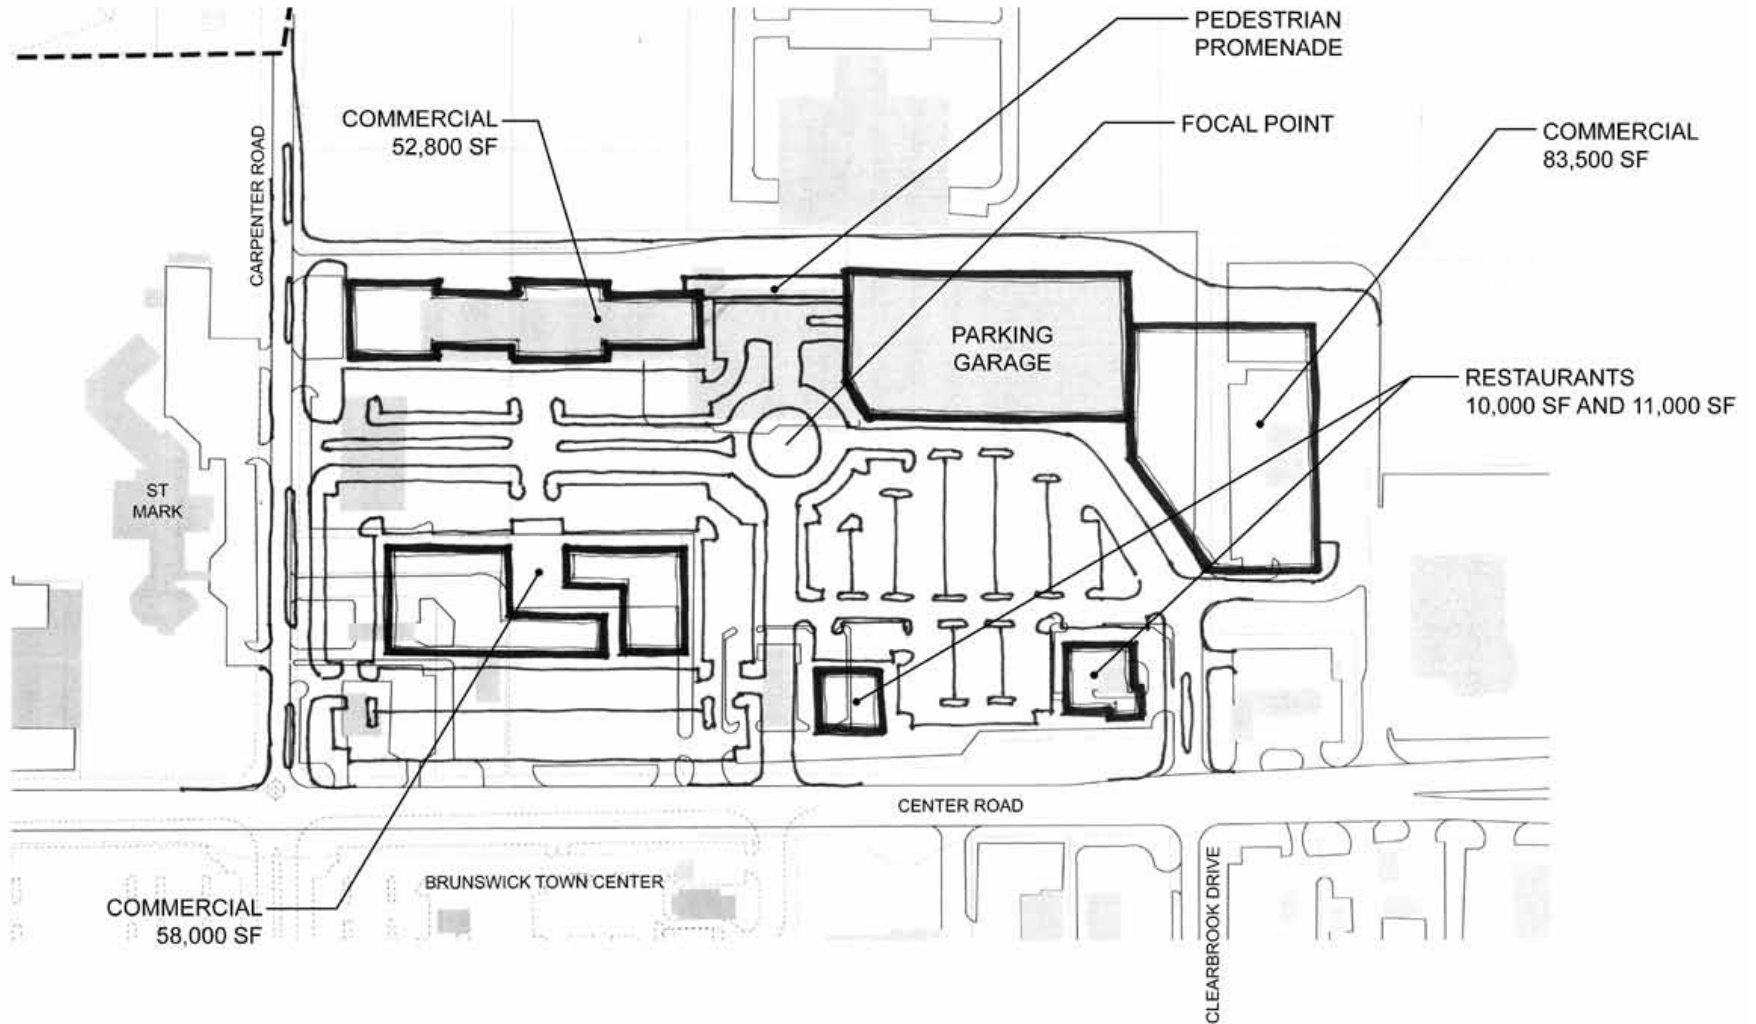 PEDESTRIAN
PROMENADE
COMMERCIAL
52,800 SF
FOCAL POINT
COMMERCIAL
83,500 SF
CARPENTER ROAD
PARKING
GARAGE
RESTAURANTS
10,000 SF AND 11,000 SF
ST
MARK
CENTER ROAD
BRUNSWICK TOWN CENTER
COMMERCIAL
58,000 SF
CLEARBROOK DRIVE